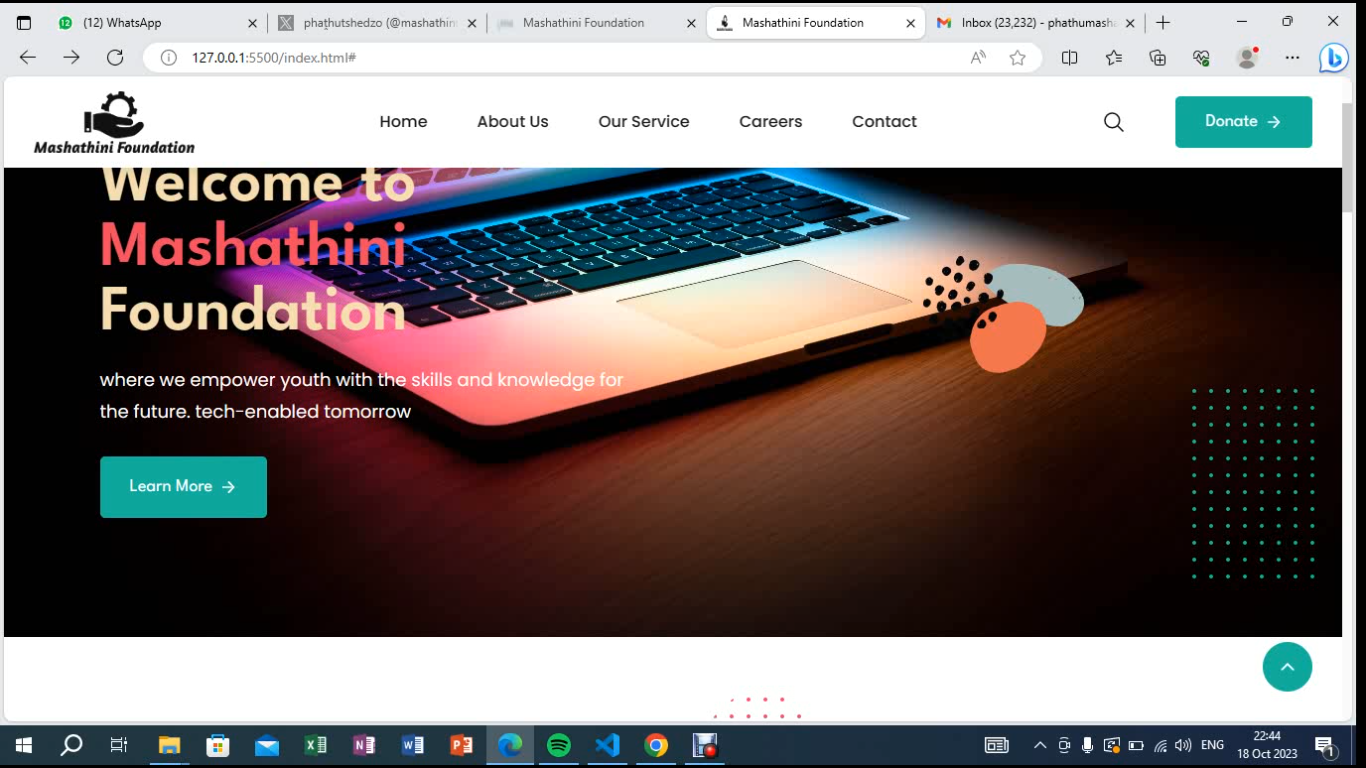 (12) WhatsApp
phathutshedzo (@mashathini
Mashathini Foundation
Mashathini Foundation
Inbox (23,232) - phathumasha
127.0.0.1:5500/index.html#
Mashathini Foundation
Home
About Us
Our Service
Careers
Contact
Donate →
Welcome to
Mashathini
Foundation
where we empower youth with the skills and knowledge for
the future. tech-enabled tomorrow
Learn More →
ENG
22:44
18 Oct 2023